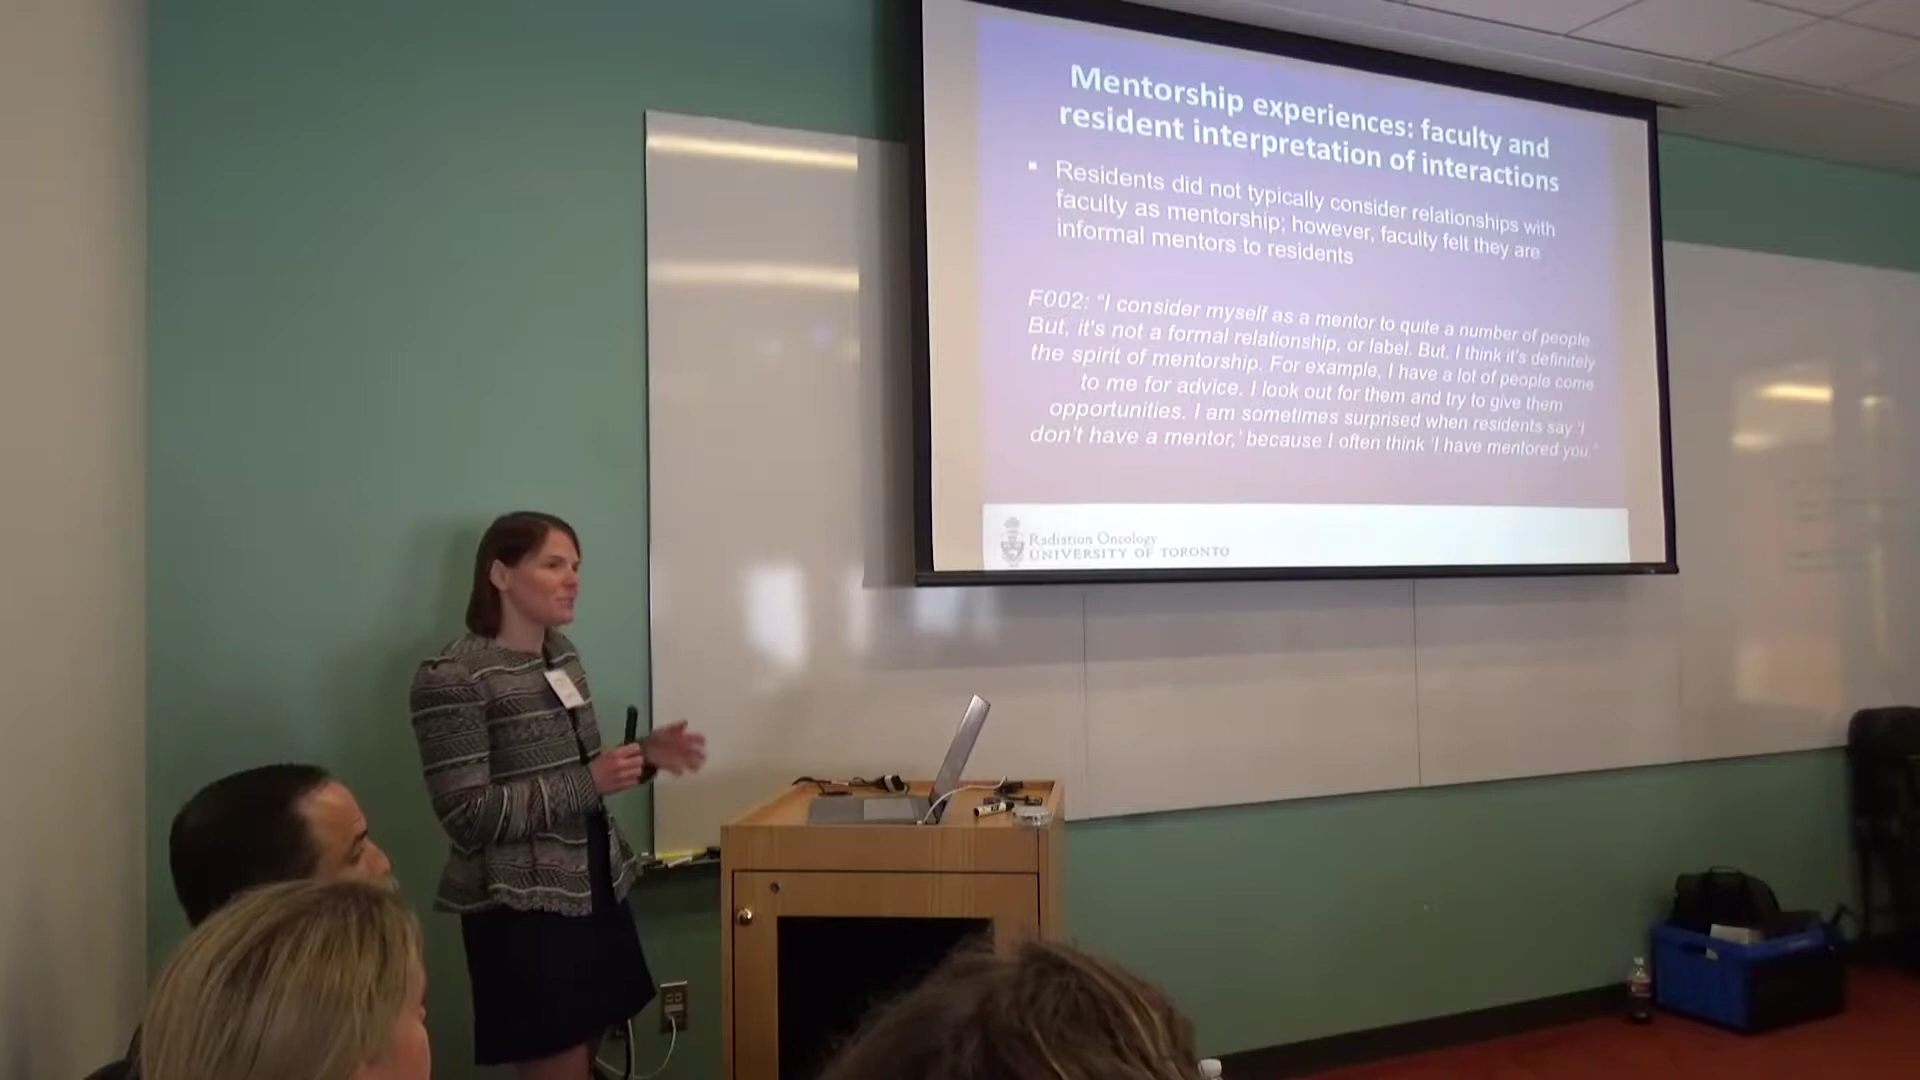 Mentorship experiences: faculty and
resident interpretation of interactions
▪ Residents did not typically consider relationships with
faculty as mentorship; however, faculty felt they are
informal mentors to residents
F002: “I consider myself as a mentor to quite a number of people
But, it's not a formal relationship, or label. But, I think it's definitely
the spirit of mentorship. For example, I have a lot of people come
to me for advice. I look out for them and try to give them
opportunities. I am sometimes surprised when residents say 'I
don't have a mentor,' because I often think 'I have mentored you.'
Radiation Oncology
UNIVERSITY OF TORONTO